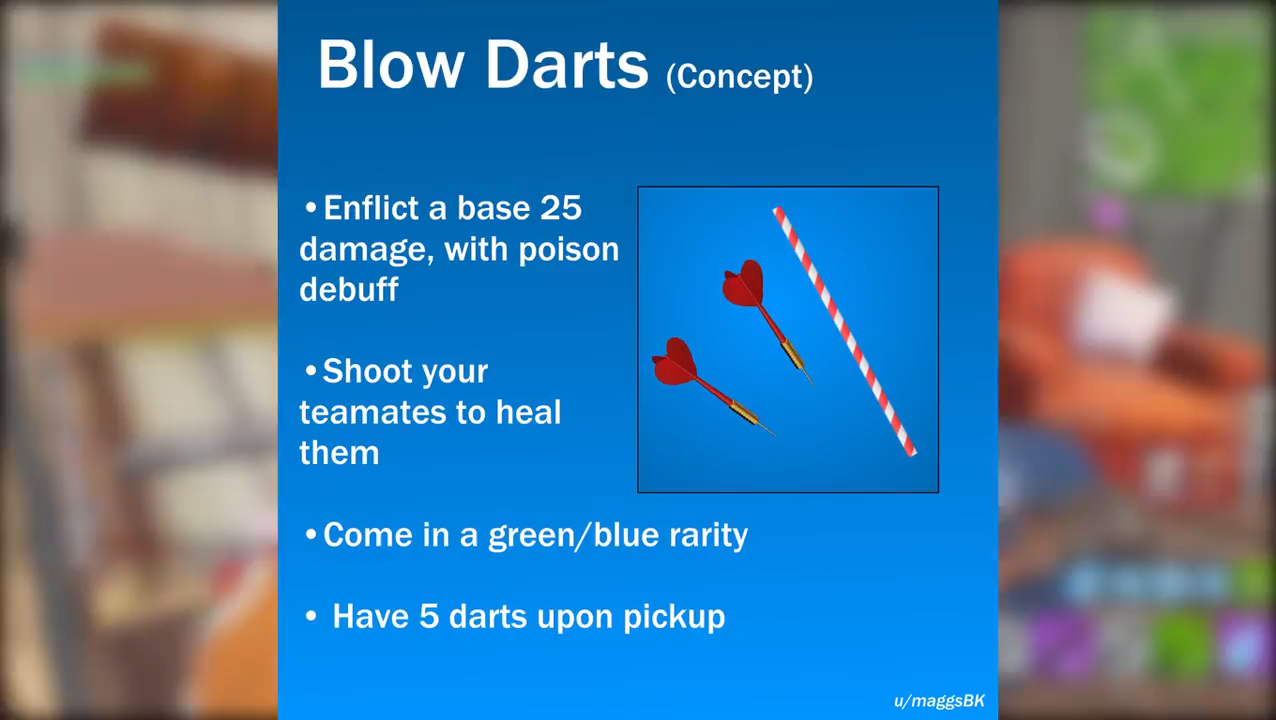 Blow Darts (Concept)
•Enflict a base 25
damage, with poison
debuff
•Shoot your
teamates to heal
them
•Come in a green/blue rarity
• Have 5 darts upon pickup
u/maggsBK